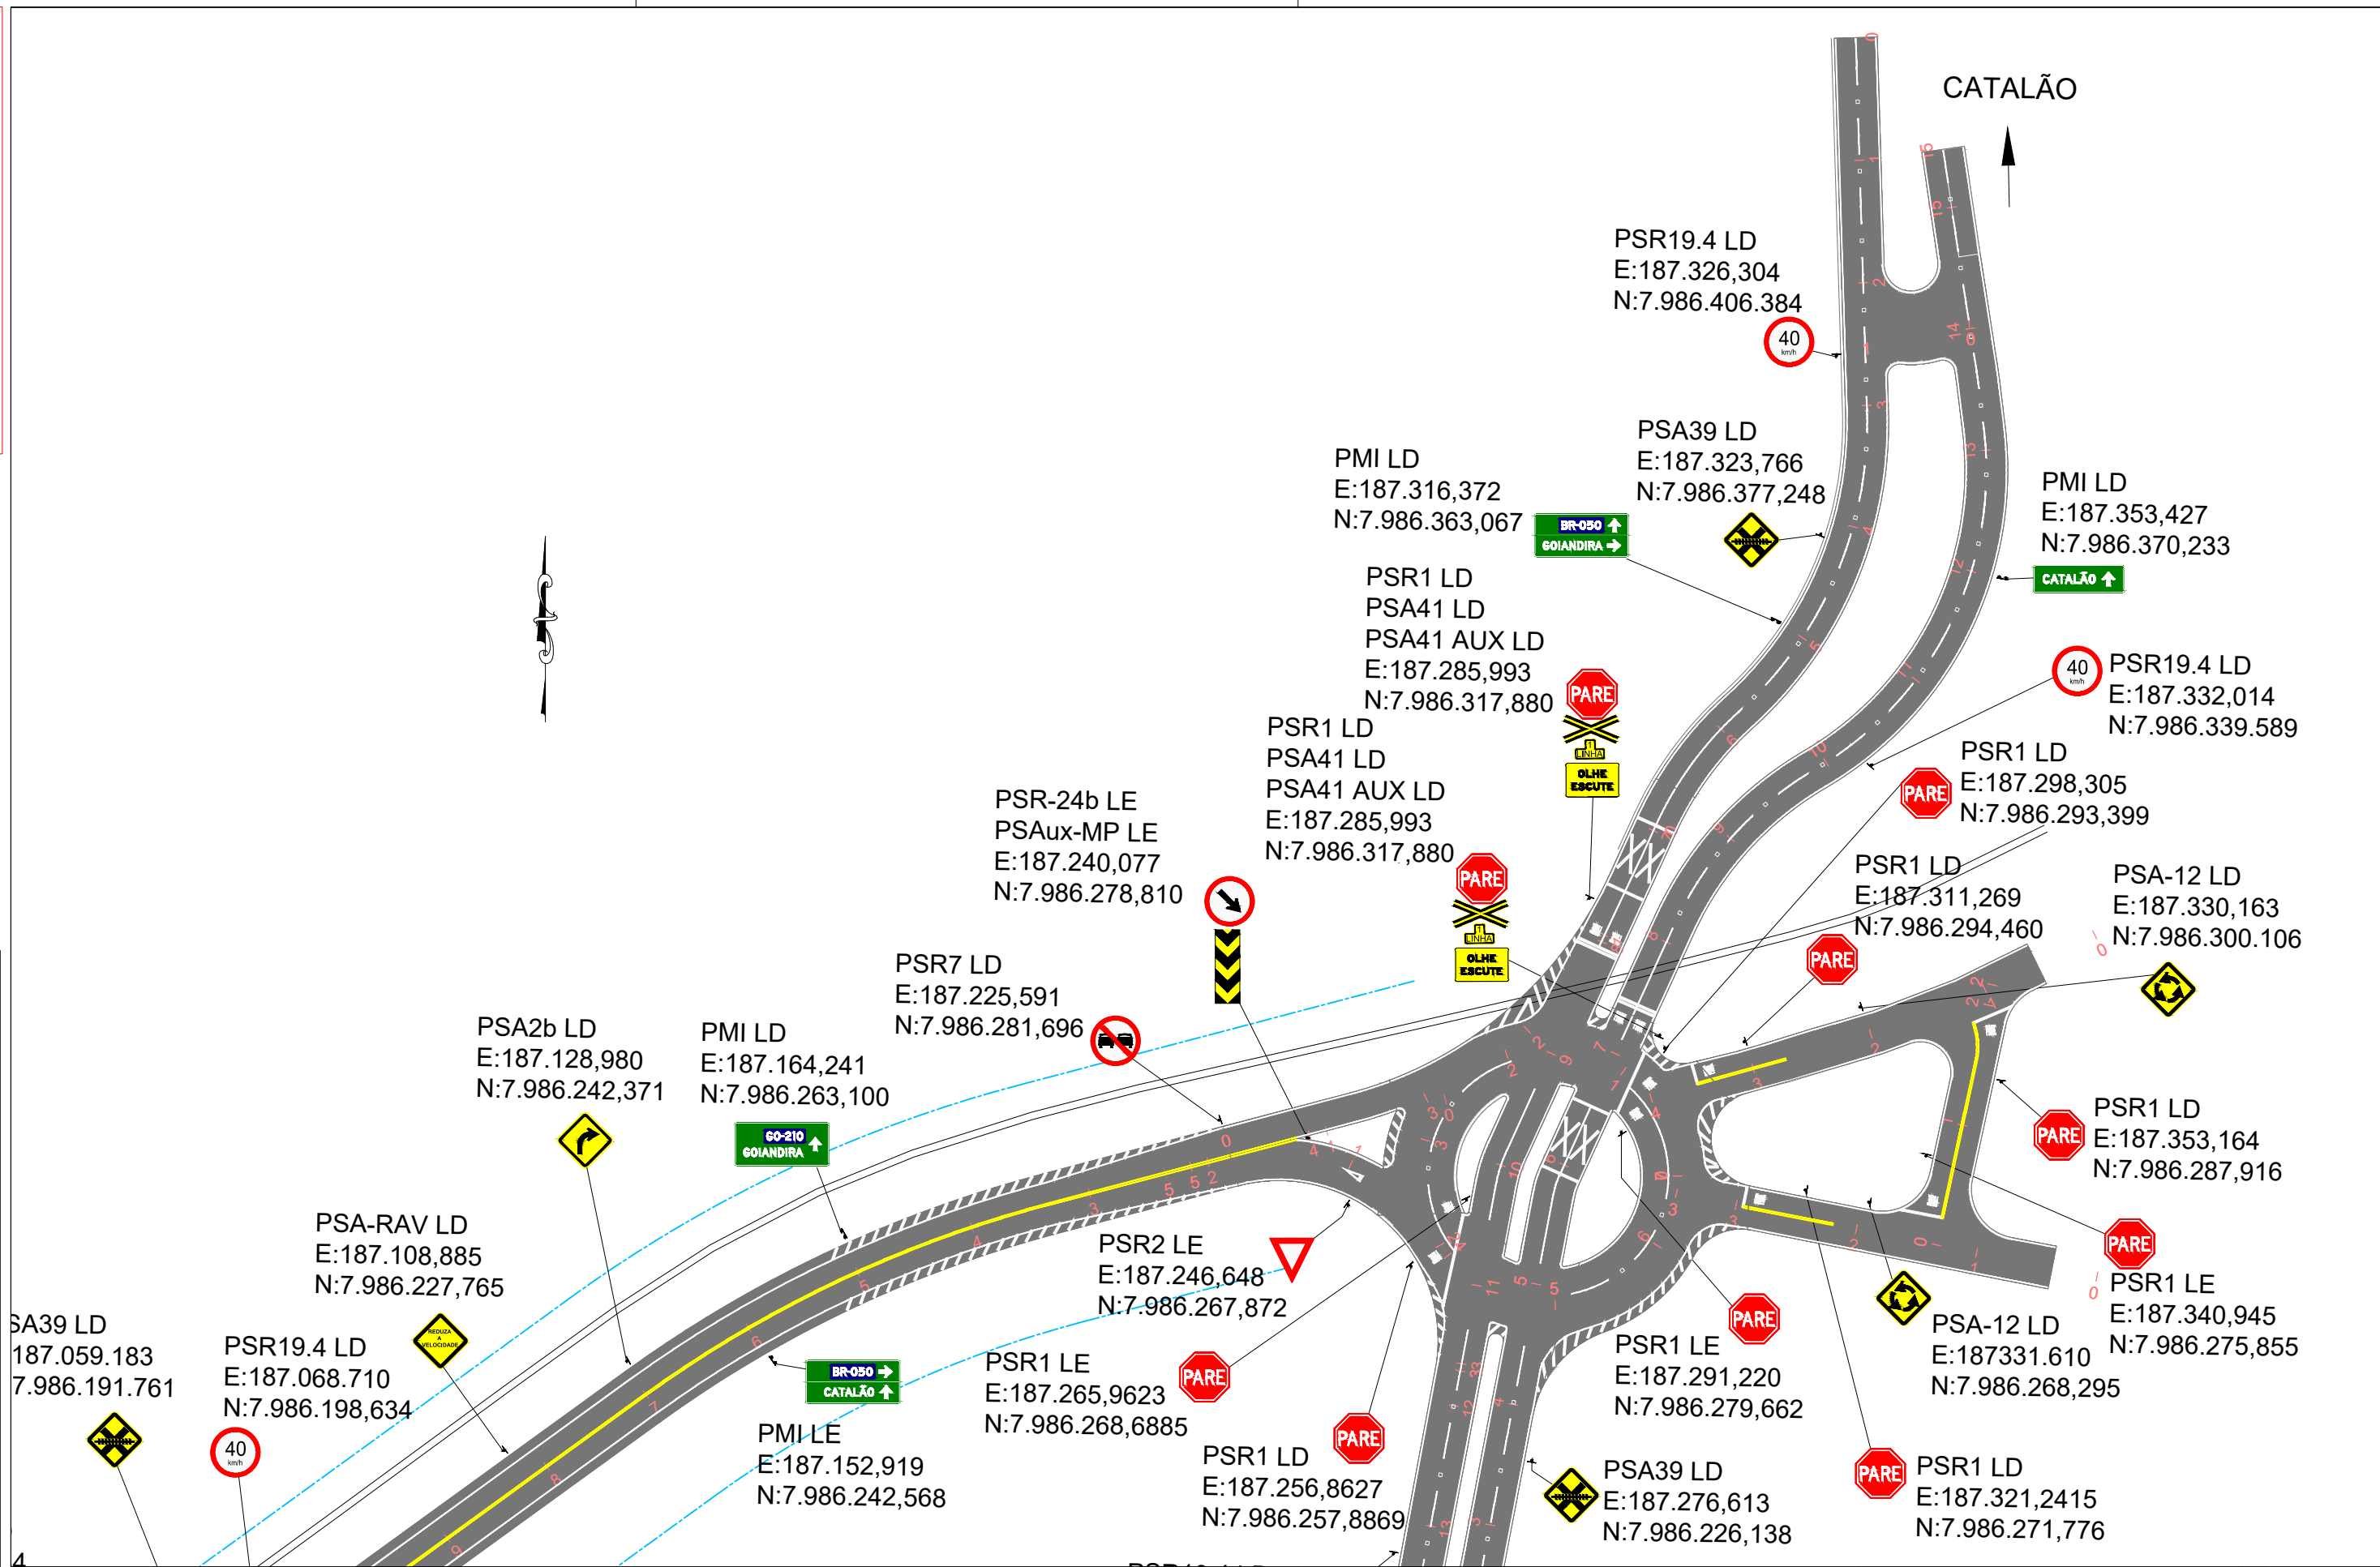 CATALÃO
PSR19.4 LD
E:187.326,304
N:7.986.406.384
40
km/h
PSA39 LD
E:187.323,766
N:7.986.377,248
PMI LD
E:187.316,372
N:7.986.363,067
BR-050
GOIANDIRA
PMI LD
E:187.353,427
N:7.986.370,233
CATALÃO
PSR1 LD
PSA41 LD
PSA41 AUX LD
E:187.285,993
N:7.986.317,880
PARE
1
LINHA
OLHE
ESCUTE
40
km/h
PSR19.4 LD
E:187.332,014
N:7.986.339.589
PSR1 LD
PSA41 LD
PSA41 AUX LD
E:187.285,993
N:7.986.317,880
PARE
1
LINHA
OLHE
ESCUTE
PSR1 LD
E:187.298,305
N:7.986.293,399
PARE
PSR-24b LE
PSAux-MP LE
E:187.240,077
N:7.986.278,810
PSR1 LD
E:187.311,269
N:7.986.294,460
PARE
PSA-12 LD
E:187.330,163
N:7.986.300.106
PSR7 LD
E:187.225,591
N:7.986.281,696
PSA2b LD
E:187.128,980
N:7.986.242,371
PMI LD
E:187.164,241
N:7.986.263,100
GO-210
GOIANDIRA
PARE
PSR1 LD
E:187.353,164
N:7.986.287,916
PSA-RAV LD
E:187.108,885
N:7.986.227,765
REDUZA
A
VELOCIDADE
PSR2 LE
E:187.246,648
N:7.986.267,872
PARE
PSR1 LE
E:187.340,945
N:7.986.275,855
SA39 LD
187.059.183
7.986.191.761
PSR19.4 LD
E:187.068.710
N:7.986.198,634
40
km/h
BR-050
CATALÃO
PMI LE
E:187.152,919
N:7.986.242,568
PSR1 LE
E:187.265,9623
N:7.986.268,6885
PARE
PARE
PSR1 LE
E:187.291,220
N:7.986.279,662
PSA-12 LD
E:187331.610
N:7.986.268,295
PSR1 LD
E:187.256,8627
N:7.986.257,8869
PARE
PSA39 LD
E:187.276,613
N:7.986.226,138
PARE
PSR1 LD
E:187.321,2415
N:7.986.271,776
4